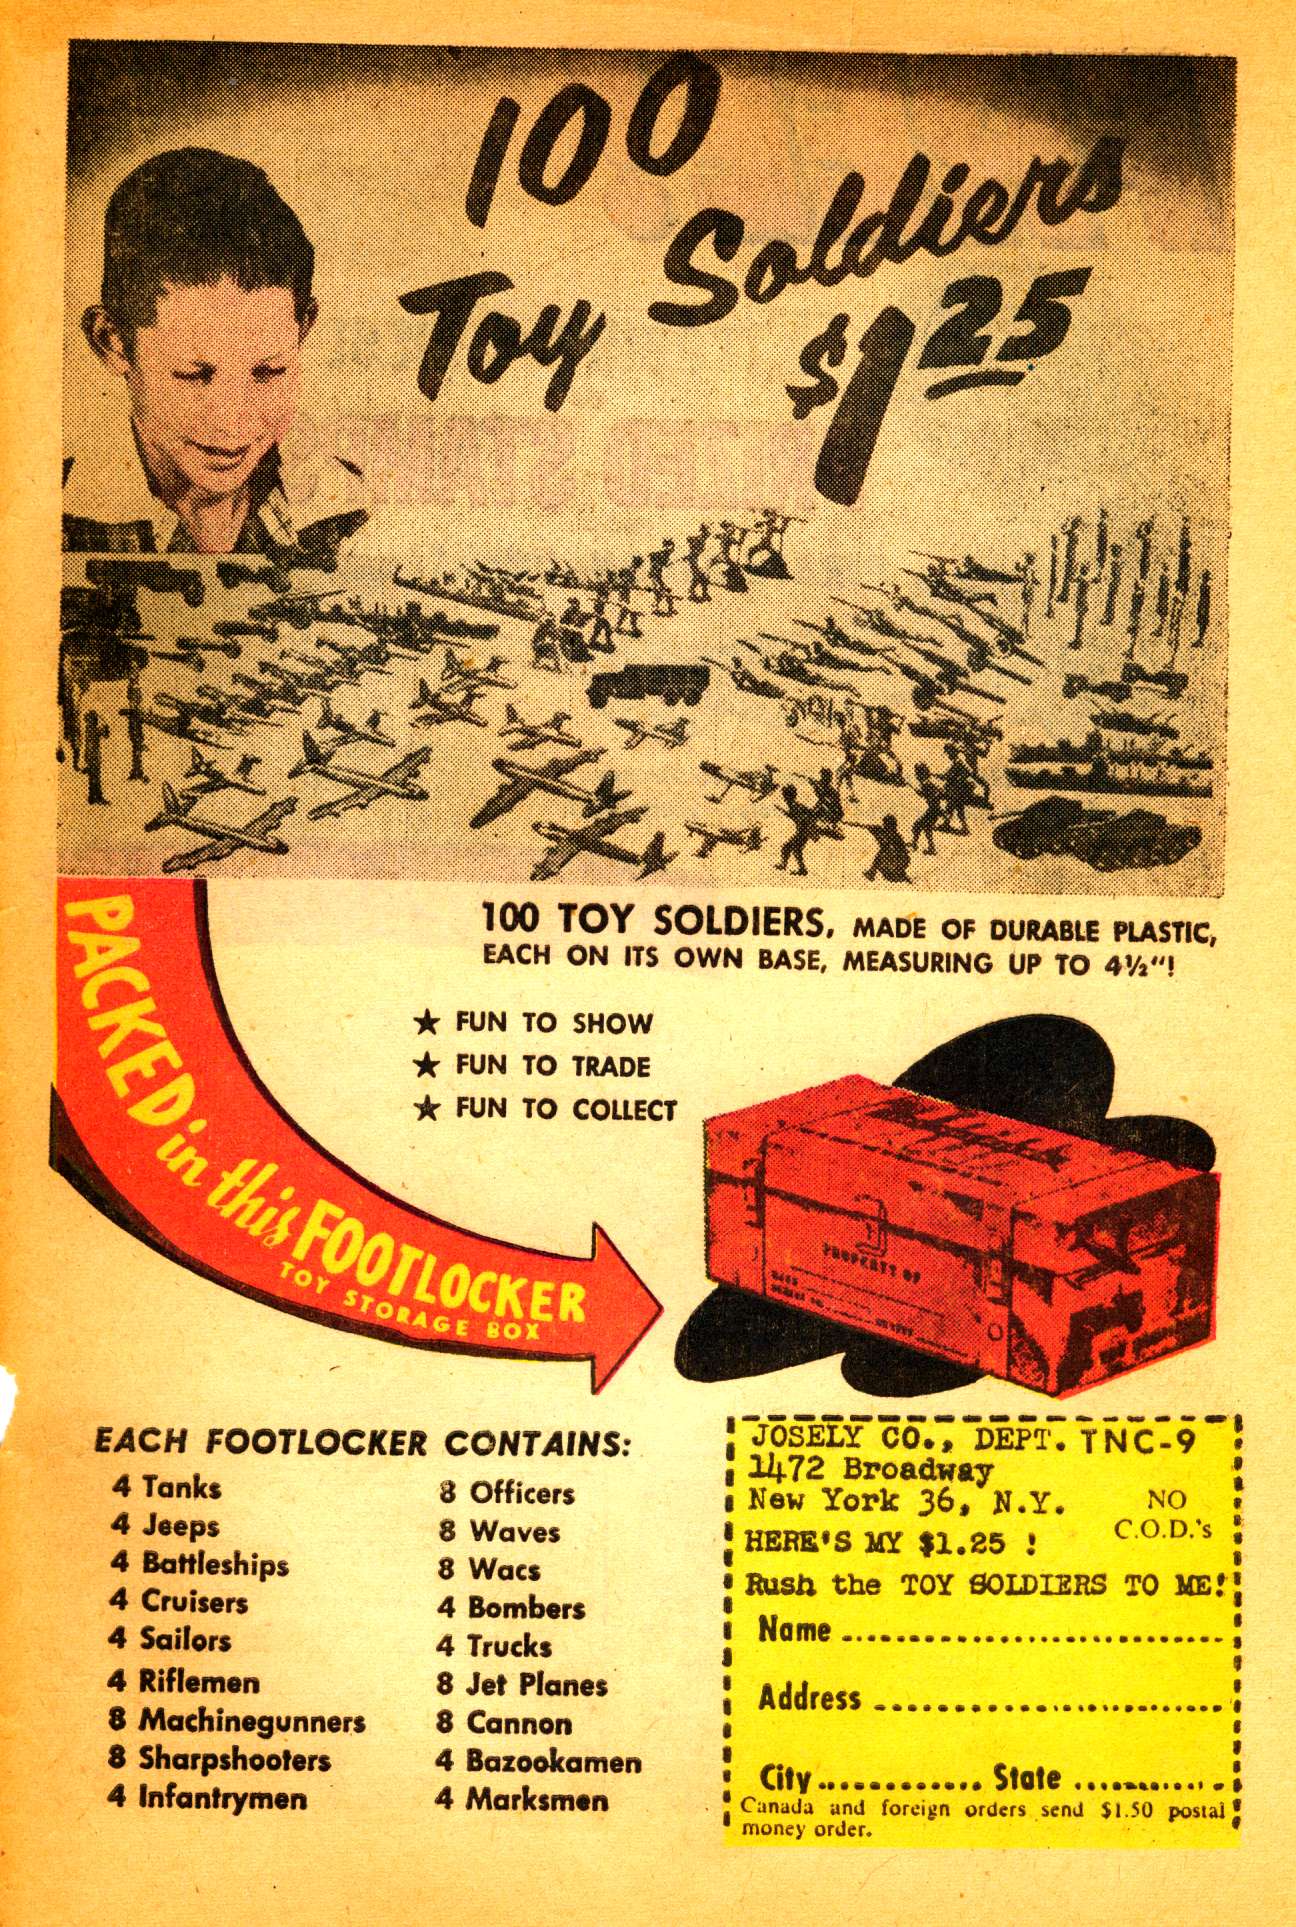 100
Toy Soldiers
$1 25
100 TOY SOLDIERS, MADE OF DURABLE PLASTIC,
EACH ON ITS OWN BASE, MEASURING UP TO 4½"!
★ FUN TO SHOW
★ FUN TO TRADE
★ FUN TO COLLECT
PACKED in this FOOTLOCKER
TOY STORAGE BOX
PROPERTY OF
EACH FOOTLOCKER CONTAINS:
4 Tanks
4 Jeeps
4 Battleships
4 Cruisers
4 Sailors
4 Riflemen
8 Machinegunners
8 Sharpshooters
4 Infantrymen
8 Officers
8 Waves
8 Wacs
4 Bombers
4 Trucks
8 Jet Planes
8 Cannon
4 Bazookamen
4 Marksmen
JOSELY CO., DEPT. TNC-9
1472 Broadway
New York 36, N.Y.
NO
C.O.D.'s
HERE'S MY $1.25 !
Rush the TOY SOLDIERS TO ME!
Name
Address
City State
Canada and foreign orders send $1.50 postal
money order.